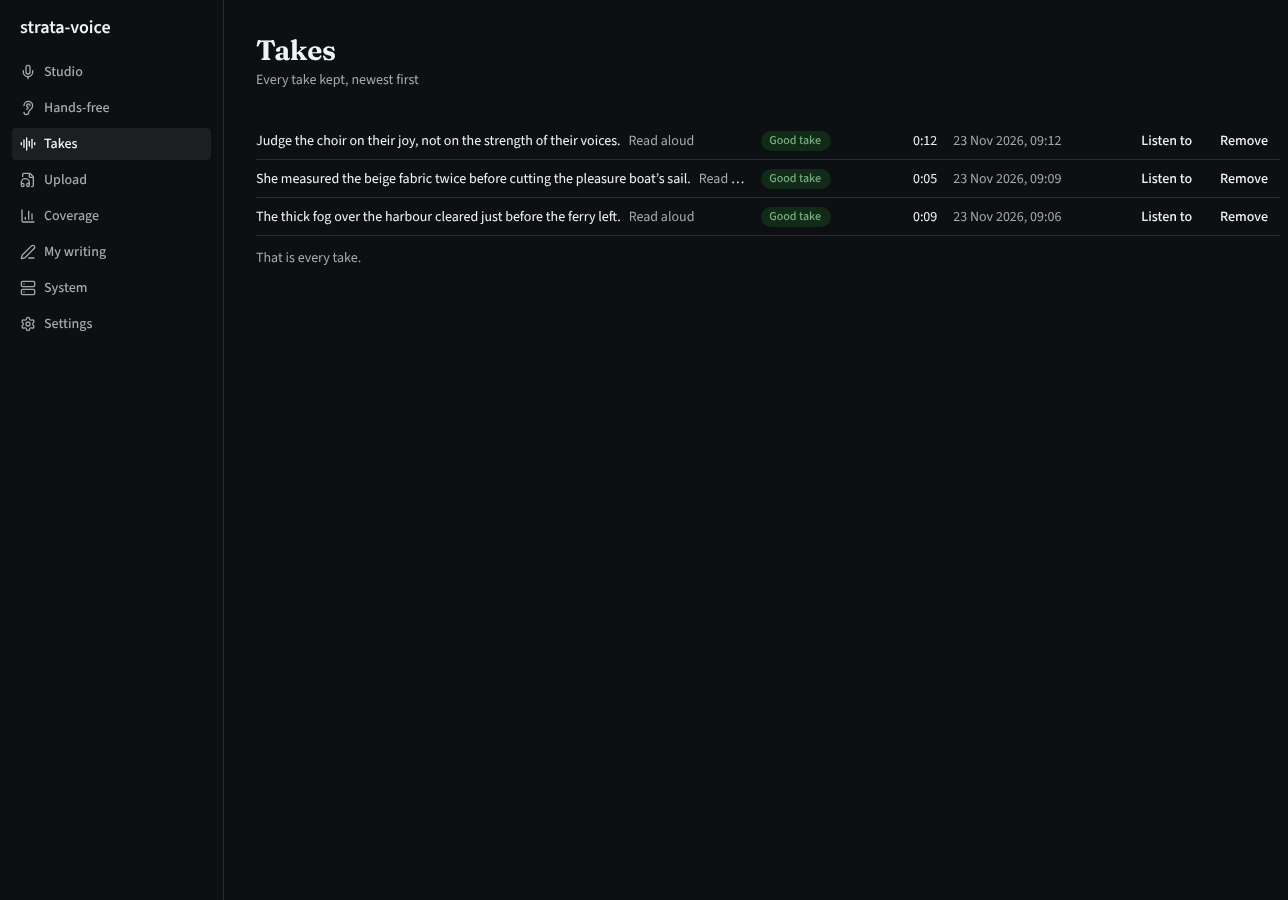 strata-voice
Studio
Hands-free
Takes
Upload
Coverage
My writing
System
Settings
Takes
Every take kept, newest first
Judge the choir on their joy, not on the strength of their voices. Read aloud Good take 0:12 23 Nov 2026, 09:12 Listen to Remove
She measured the beige fabric twice before cutting the pleasure boat’s sail. Read … Good take 0:05 23 Nov 2026, 09:09 Listen to Remove
The thick fog over the harbour cleared just before the ferry left. Read aloud Good take 0:09 23 Nov 2026, 09:06 Listen to Remove
That is every take.